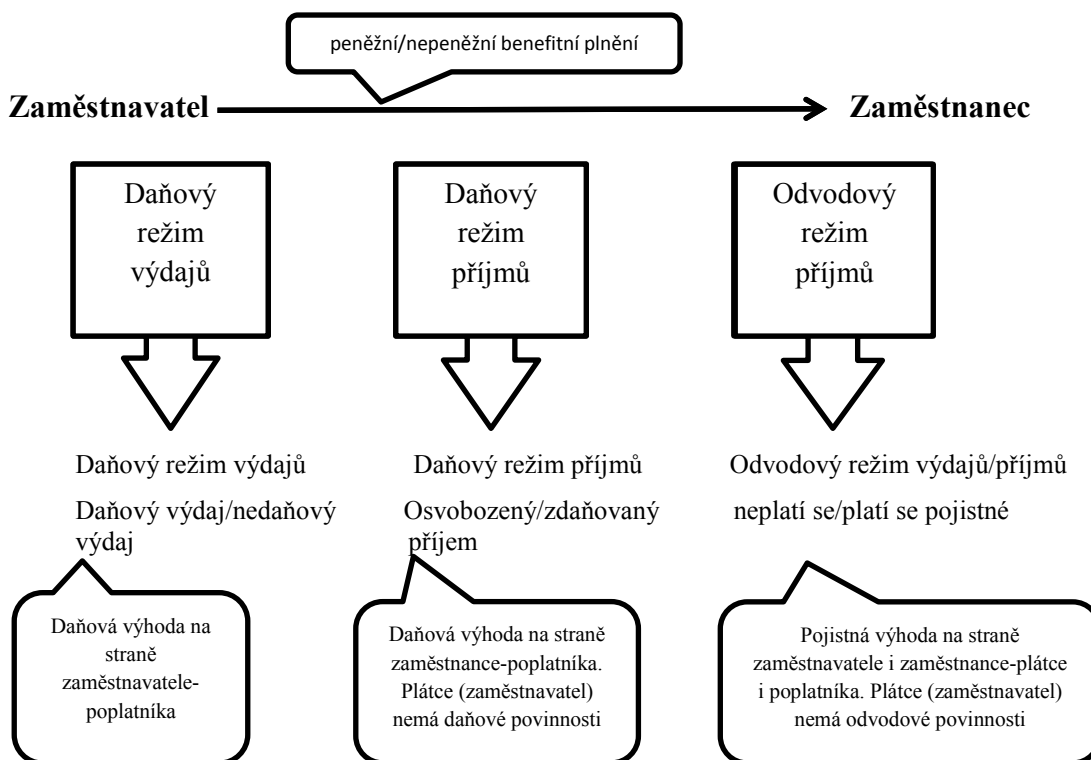 peněžní/nepeněžní benefitní plnění
Zaměstnavatel
Zaměstnanec
Daňový
režim
výdajů
Daňový
režim
příjmů
Odvodový
režim
příjmů
Daňový režim výdajů
Daňový výdaj/nedaňový
výdaj
Daňový režim příjmů
Osvobozený/zdaňovaný
příjem
Odvodový režim výdajů/příjmů
neplatí se/platí se pojistné
Daňová výhoda na
straně
zaměstnavatele-
poplatníka
Daňová výhoda na straně
zaměstnance-poplatníka.
Plátce (zaměstnavatel)
nemá daňové povinnosti
Pojistná výhoda na straně
zaměstnavatele i zaměstnance-plátce
i poplatníka. Plátce (zaměstnavatel)
nemá odvodové povinnosti